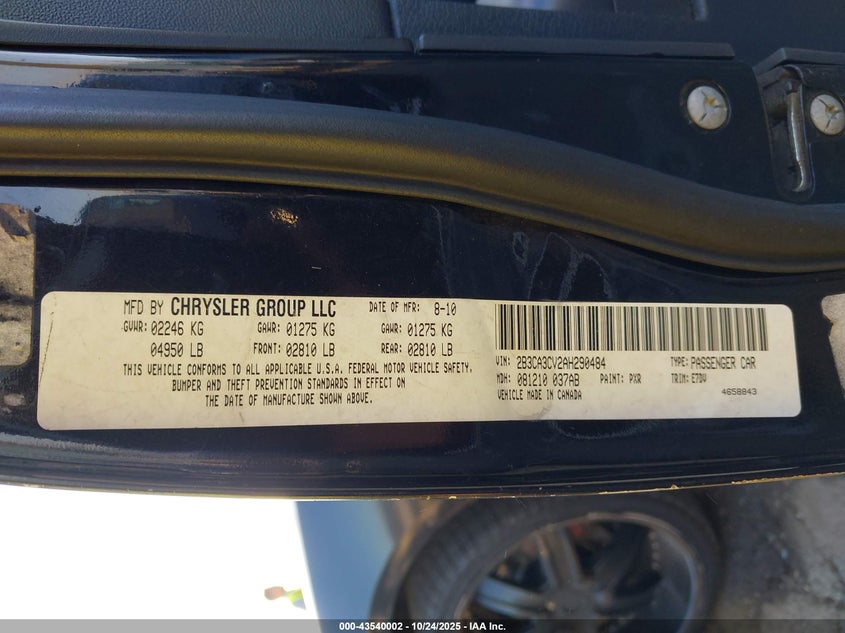 MFD BY CHRYSLER GROUP LLC DATE OF MFR: 8-10
GVWR: 02246 KG GAWR: 01275 KG GAWR: 01275 KG
04950 LB FRONT: 02810 LB REAR: 02810 LB
THIS VEHICLE CONFORMS TO ALL APPLICABLE U.S.A. FEDERAL MOTOR VEHICLE SAFETY,
BUMPER AND THEFT PREVENTION STANDARDS IN EFFECT ON
THE DATE OF MANUFACTURE SHOWN ABOVE.
VIN: 2B3CA3CV2AH290484 TYPE: PASSENGER CAR
MDH: 081210 037AB PAINT: PXR TRIM: E7DV
VEHICLE MADE IN CANADA 4658843
000-43540002 - 10/24/2025 - IAA Inc.